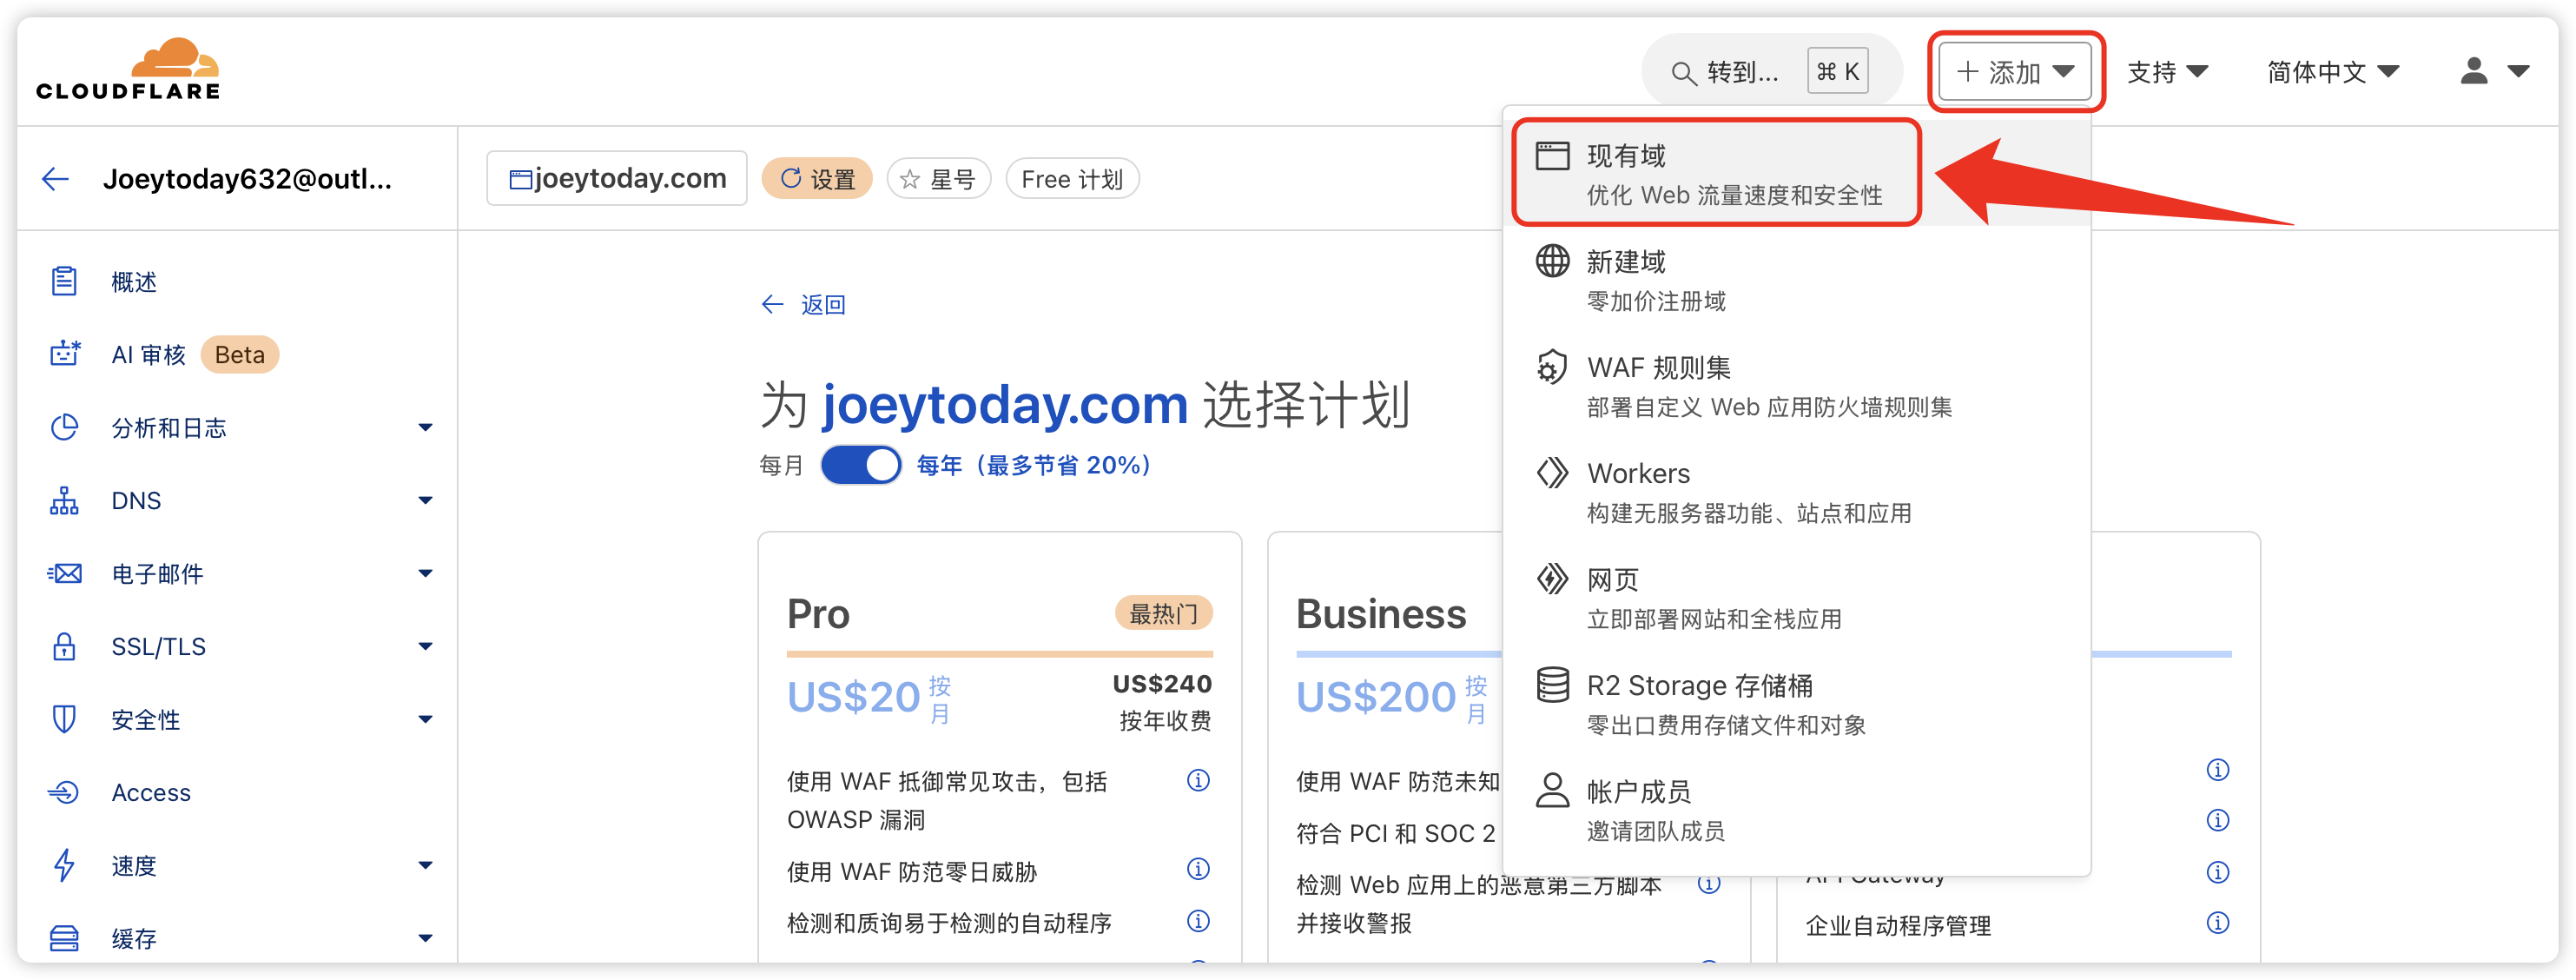 CLOUDFLARE
转到...
⌘ K
添加
支持
简体中文
Joeytoday632@outl...
joeytoday.com
设置
星号
Free 计划
概述
AI 审核
Beta
分析和日志
DNS
电子邮件
SSL/TLS
安全性
Access
速度
缓存
返回
为 joeytoday.com 选择计划
每月
每年（最多节省 20%）
Pro
最热门
US$20 按月
US$240
按年收费
使用 WAF 抵御常见攻击，包括
OWASP 漏洞
使用 WAF 防范零日威胁
检测和质询易于检测的自动程序
Business
US$200 按月
使用 WAF 防范未知
符合 PCI 和 SOC 2
检测 Web 应用上的恶意第三方脚本
并接收警报
API Gateway
企业自动程序管理
现有域
优化 Web 流量速度和安全性
新建域
零加价注册域
WAF 规则集
部署自定义 Web 应用防火墙规则集
Workers
构建无服务器功能、站点和应用
网页
立即部署网站和全栈应用
R2 Storage 存储桶
零出口费用存储文件和对象
帐户成员
邀请团队成员